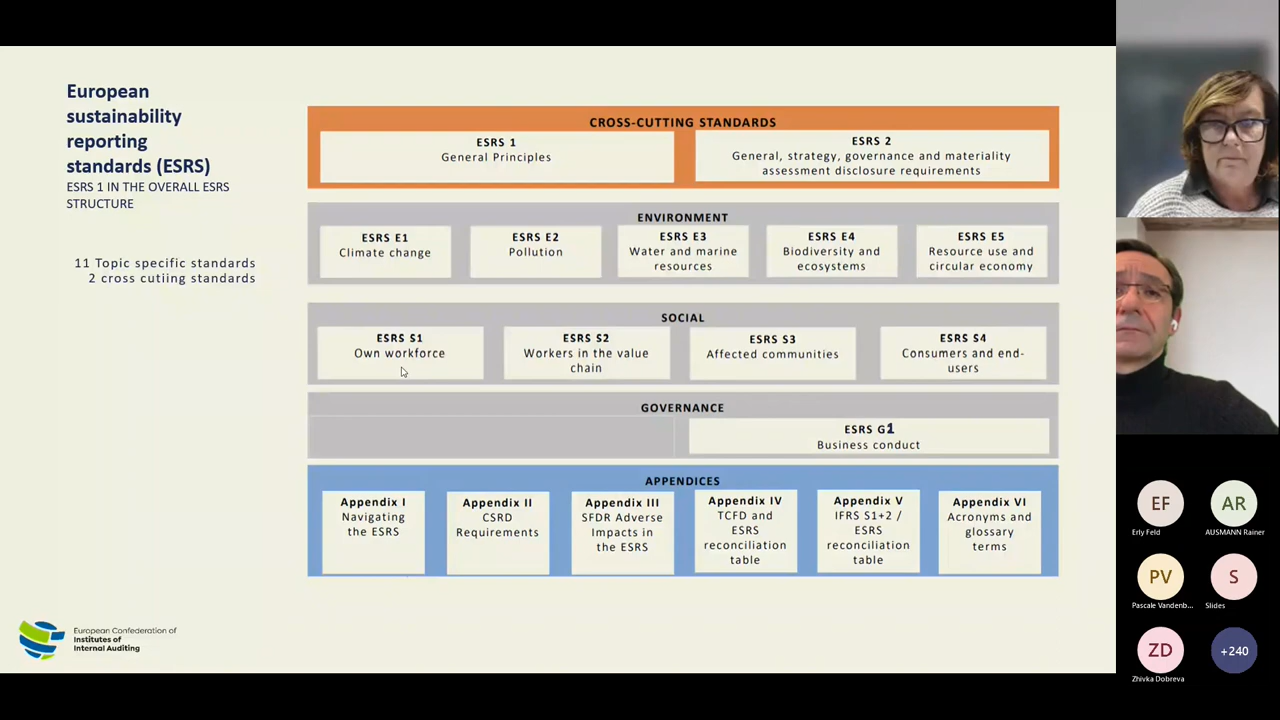 European
sustainability
reporting
standards (ESRS)
ESRS 1 IN THE OVERALL ESRS
STRUCTURE
11 Topic specific standards
2 cross cutiing standards
CROSS-CUTTING STANDARDS
ESRS 1
General Principles
ESRS 2
General, strategy, governance and materiality
assessment disclosure requirements
ENVIRONMENT
ESRS E1
Climate change
ESRS E2
Pollution
ESRS E3
Water and marine
resources
ESRS E4
Biodiversity and
ecosystems
ESRS E5
Resource use and
circular economy
SOCIAL
ESRS S1
Own workforce
ESRS S2
Workers in the value
chain
ESRS S3
Affected communities
ESRS S4
Consumers and end-
users
GOVERNANCE
ESRS G1
Business conduct
APPENDICES
Appendix I
Navigating
the ESRS
Appendix II
CSRD
Requirements
Appendix III
SFDR Adverse
Impacts in
the ESRS
Appendix IV
TCFD and
ESRS
reconciliation
table
Appendix V
IFRS S1+2 /
ESRS
reconciliation
table
Appendix VI
Acronyms and
glossary
terms
European Confederation of
Institutes of
Internal Auditing
EF
Erly Feld
AR
AUSMANN Rainer
PV
Pascale Vandenb...
S
Slides
ZD
Zhivka Dobreva
+240